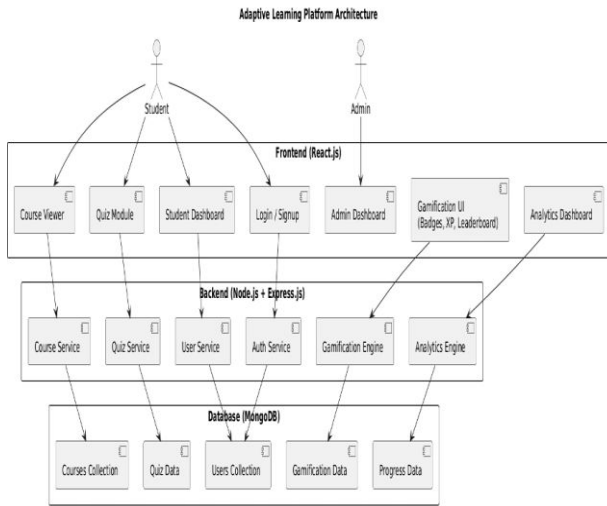 Adaptive Learning Platform Architecture
Student
Admin
Frontend (React.js)
Course Viewer
Quiz Module
Student Dashboard
Login / Signup
Admin Dashboard
Gamification UI
(Badges, XP, Leaderboard)
Analytics Dashboard
Backend (Node.js + Express.js)
Course Service
Quiz Service
User Service
Auth Service
Gamification Engine
Analytics Engine
Database (MongoDB)
Courses Collection
Quiz Data
Users Collection
Gamification Data
Progress Data